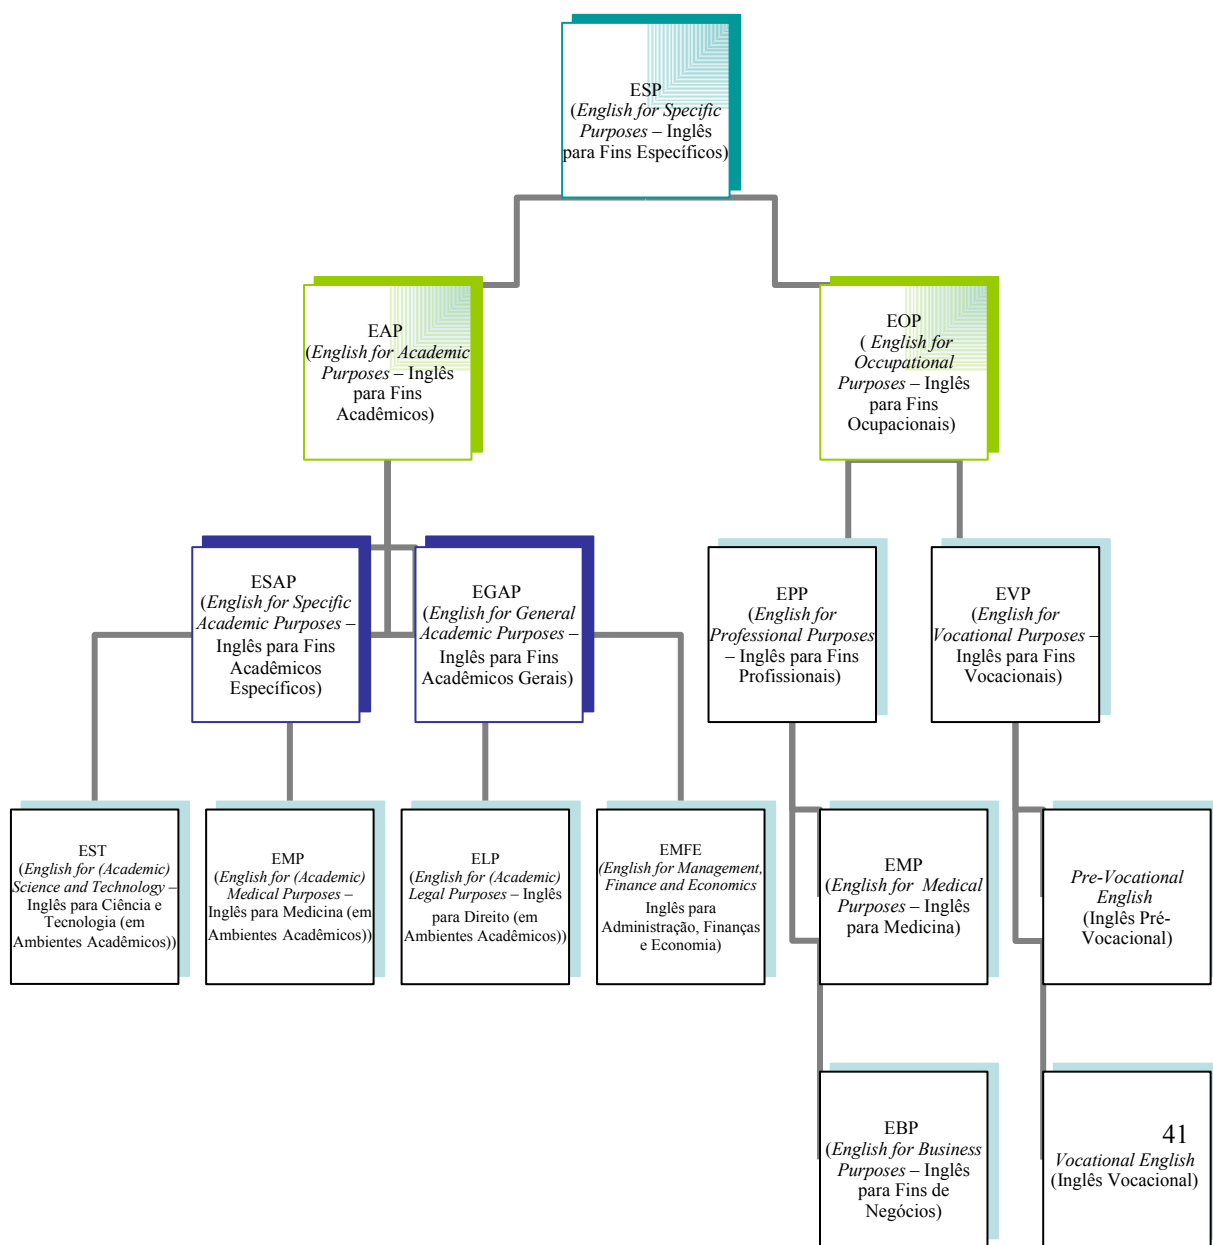 ESP
(English for Specific
Purposes – Inglês
para Fins Específicos)
EAP
(English for Academic
Purposes – Inglês
para Fins
Acadêmicos)
EOP
( English for
Occupational
Purposes – Inglês
para Fins
Ocupacionais)
ESAP
(English for Specific
Academic Purposes –
Inglês para Fins
Acadêmicos
Específicos)
EGAP
(English for General
Academic Purposes –
Inglês para Fins
Acadêmicos Gerais)
EPP
(English for
Professional Purposes
– Inglês para Fins
Profissionais)
EVP
(English for
Vocational Purposes –
Inglês para Fins
Vocacionais)
EST
(English for (Academic)
Science and Technology –
Inglês para Ciência e
Tecnologia (em
Ambientes Acadêmicos))
EMP
(English for (Academic)
Medical Purposes –
Inglês para Medicina (em
Ambientes Acadêmicos))
ELP
(English for (Academic)
Legal Purposes – Inglês
para Direito (em
Ambientes Acadêmicos))
EMFE
(English for Management,
Finance and Economics
Inglês para
Administração, Finanças
e Economia)
EMP
(English for Medical
Purposes – Inglês
para Medicina)
Pre-Vocational
English
(Inglês Pré-
Vocacional)
EBP
(English for Business
Purposes – Inglês
para Fins de
Negócios)
41
Vocational English
(Inglês Vocacional)